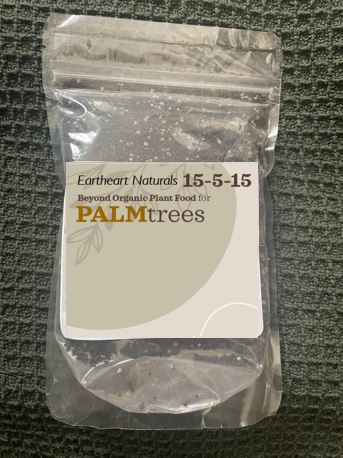 Eartheart Naturals 15-5-15
Beyond Organic Plant Food for
PALMtrees